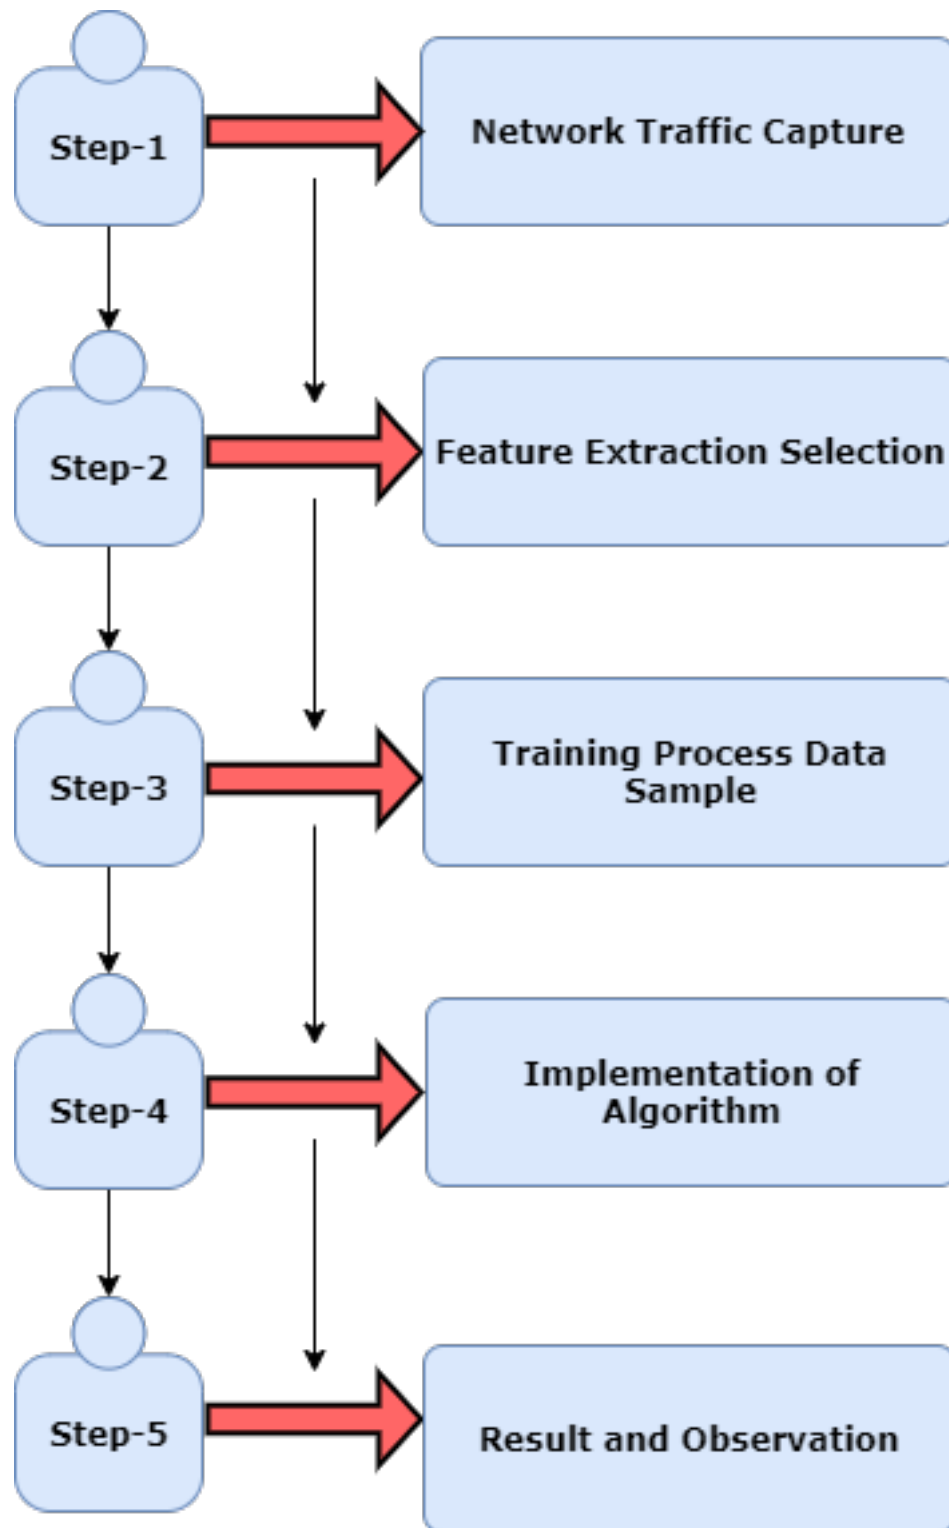 Step-1
Network Traffic Capture
Step-2
Feature Extraction Selection
Step-3
Training Process Data
Sample
Step-4
Implementation of
Algorithm
Step-5
Result and Observation